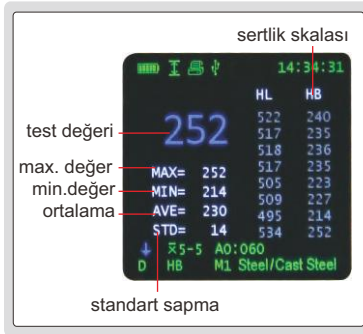 sertlik skalası
14:34:31
HL HB
522 240
test değeri 252 517 235
518 236
max. değer MAX= 252 517 235
min.değer MIN= 214 505 223
ortalama AVE= 230 509 227
495 214
STD= 14 534 252
x̄5-5 A0:060
D HB M1 Steel/Cast Steel
standart sapma